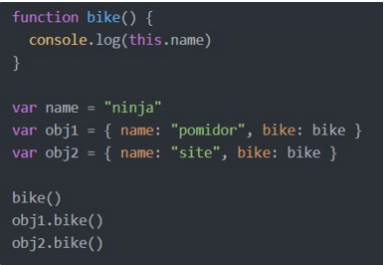 function bike() {
  console.log(this.name)
}
var name = "ninja"
var obj1 = { name: "pomidor", bike: bike }
var obj2 = { name: "site", bike: bike }
bike()
obj1.bike()
obj2.bike()